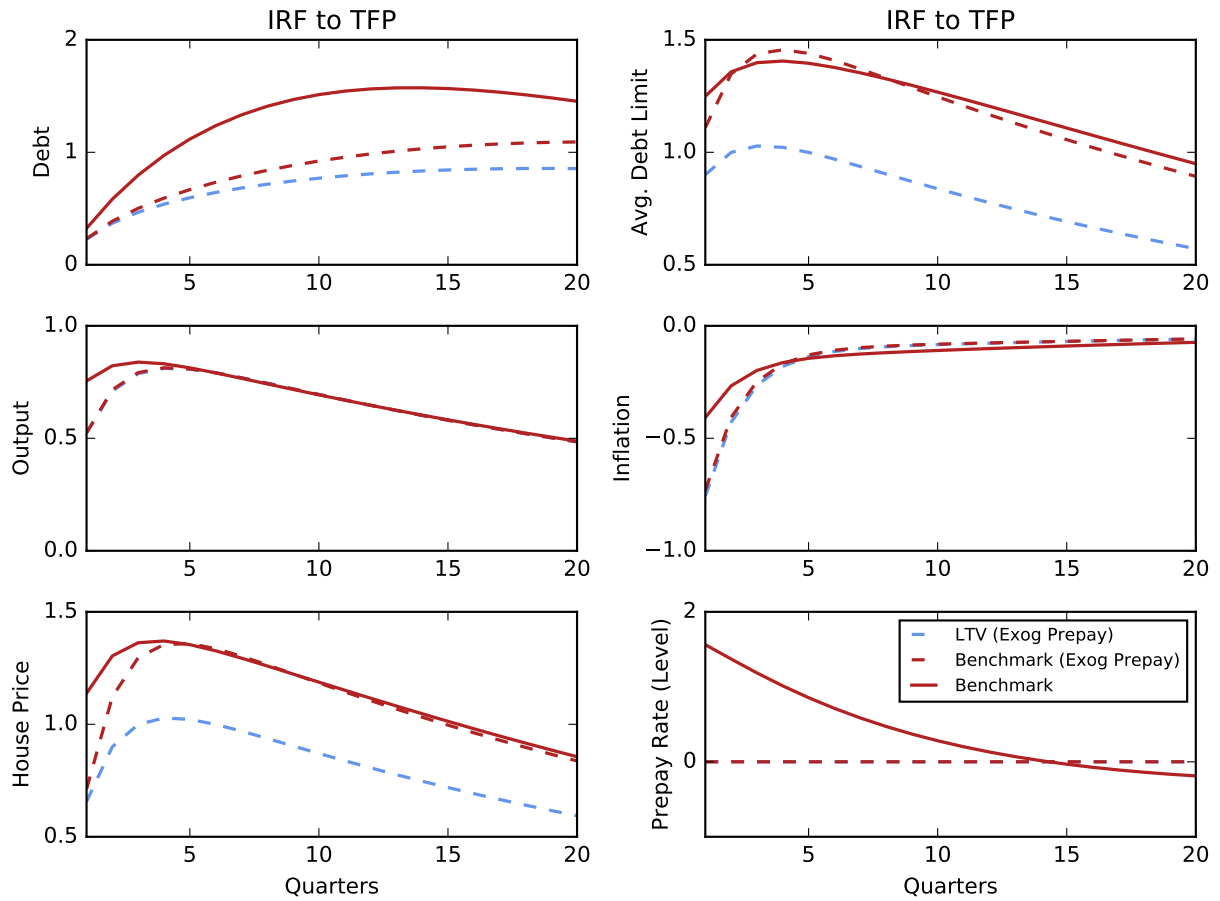 IRF to TFP
Debt
2
1
0
5 10 15 20
IRF to TFP
Avg. Debt Limit
1.5
1.0
0.5
5 10 15 20
Output
1.0
0.5
0.0
5 10 15 20
Inflation
0.0
−0.5
−1.0
5 10 15 20
House Price
1.5
1.0
0.5
5 10 15 20
Quarters
Prepay Rate (Level)
2
0
LTV (Exog Prepay)
Benchmark (Exog Prepay)
Benchmark
5 10 15 20
Quarters